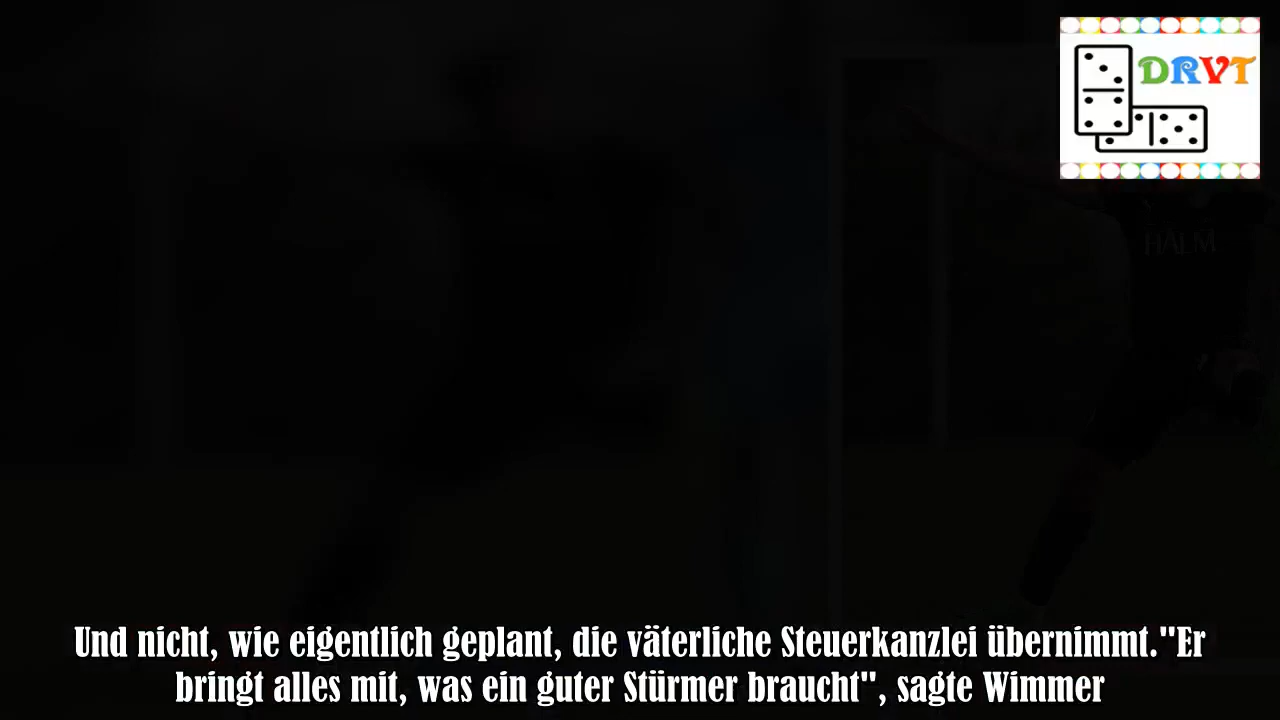 DRVT
HALM
Und nicht, wie eigentlich geplant, die väterliche Steuerkanzlei übernimmt."Er
bringt alles mit, was ein guter Stürmer braucht", sagte Wimmer